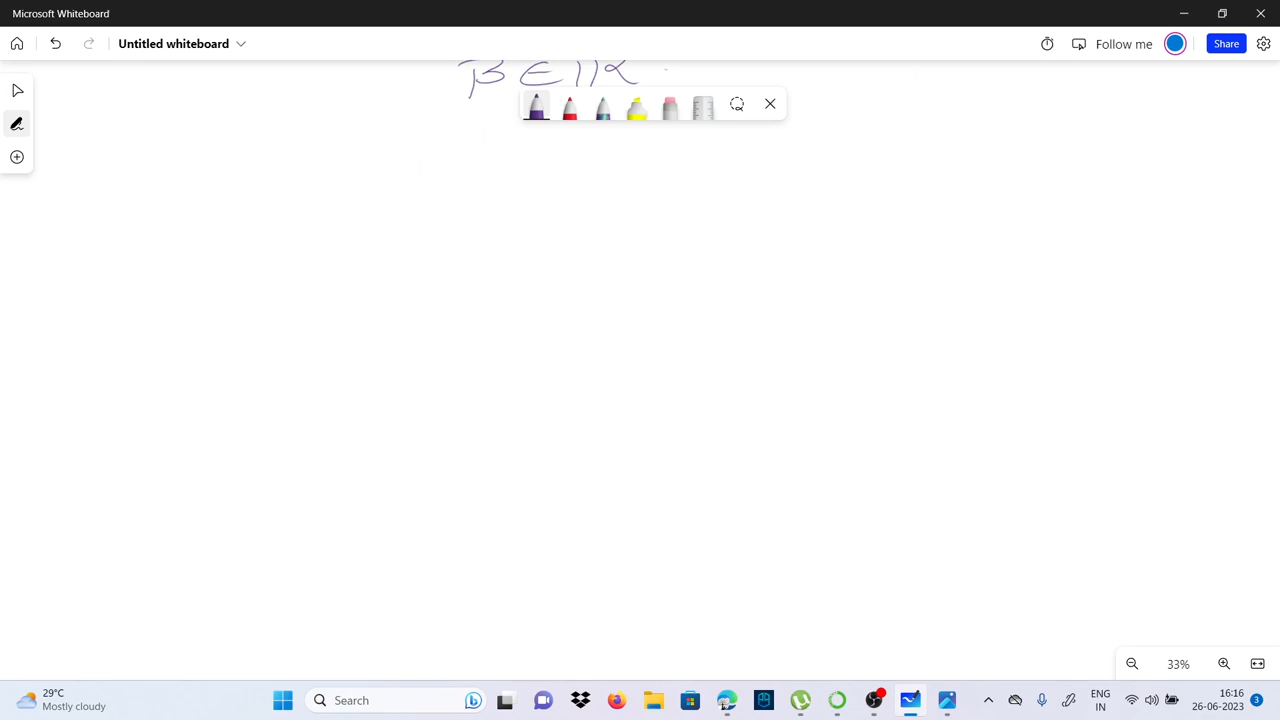 Microsoft Whiteboard
Untitled whiteboard
Follow me
Share
β ∈ ℝ
33%
29°C
Mostly cloudy
Search
ENG
IN
16:16
26-06-2023
3